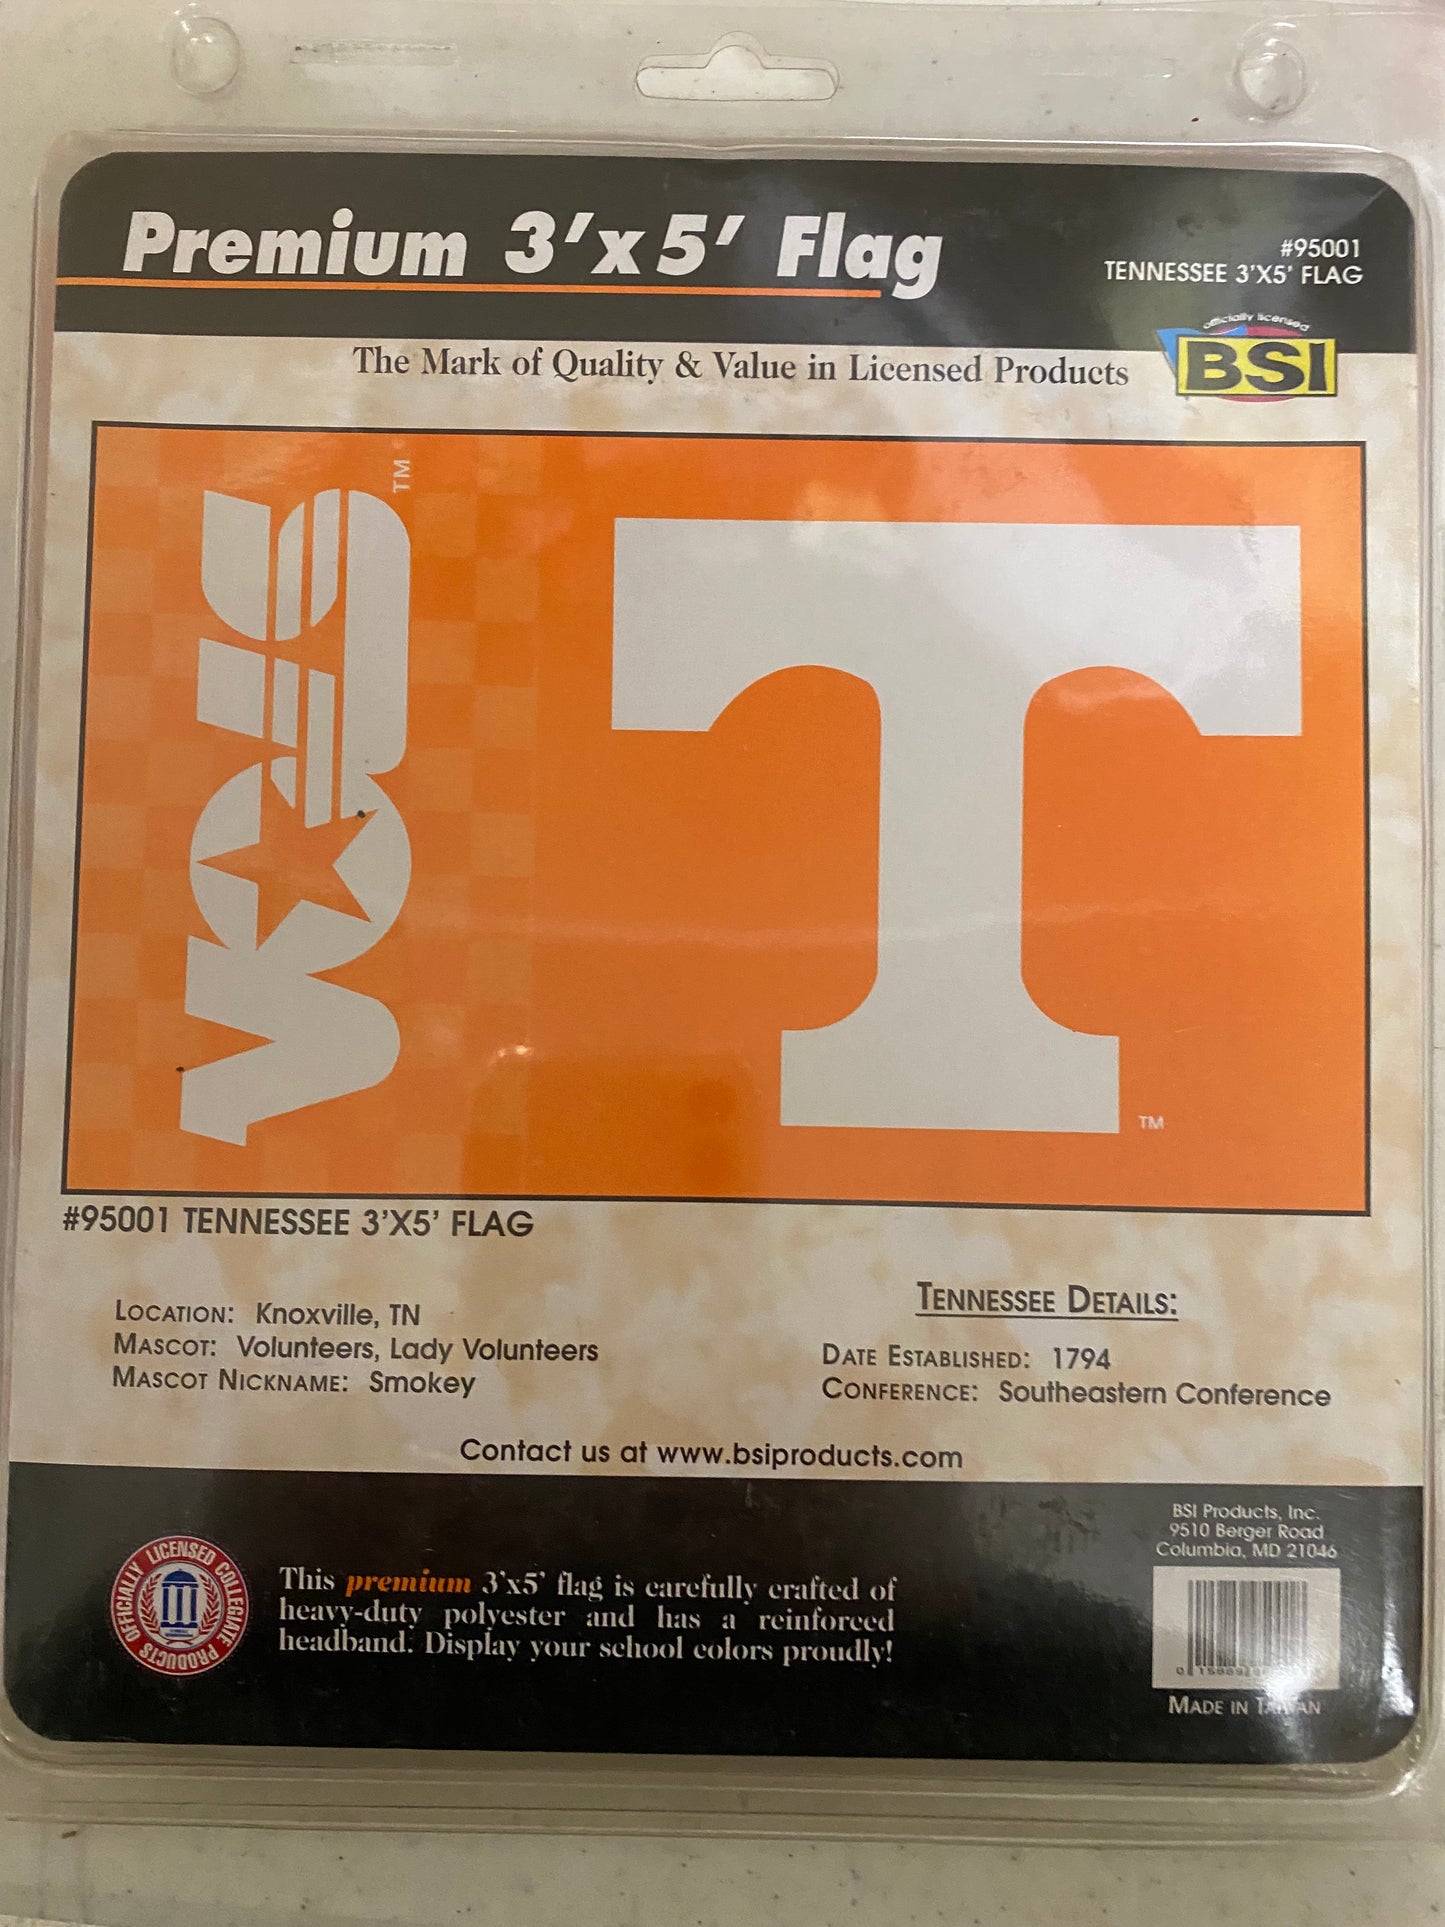 Premium 3'x5' Flag
#95001
TENNESSEE 3'X5' FLAG
officially licensed
BSI
The Mark of Quality & Value in Licensed Products
VOLS TM
T TM
#95001 TENNESSEE 3'X5' FLAG
LOCATION: Knoxville, TN
MASCOT: Volunteers, Lady Volunteers
MASCOT NICKNAME: Smokey
TENNESSEE DETAILS:
DATE ESTABLISHED: 1794
CONFERENCE: Southeastern Conference
Contact us at www.bsiproducts.com
OFFICIALLY LICENSED COLLEGIATE PRODUCTS
This premium 3'x5' flag is carefully crafted of
heavy-duty polyester and has a reinforced
headband. Display your school colors proudly!
BSI Products, Inc.
9510 Berger Road
Columbia, MD 21046
MADE IN TAIWAN